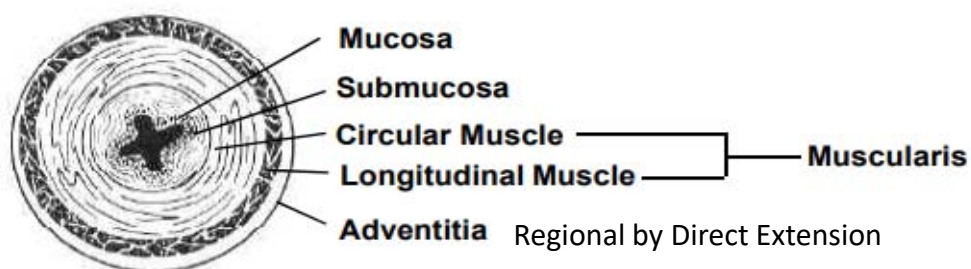 Mucosa
Submucosa
Circular Muscle
Muscularis
Longitudinal Muscle
Adventitia Regional by Direct Extension